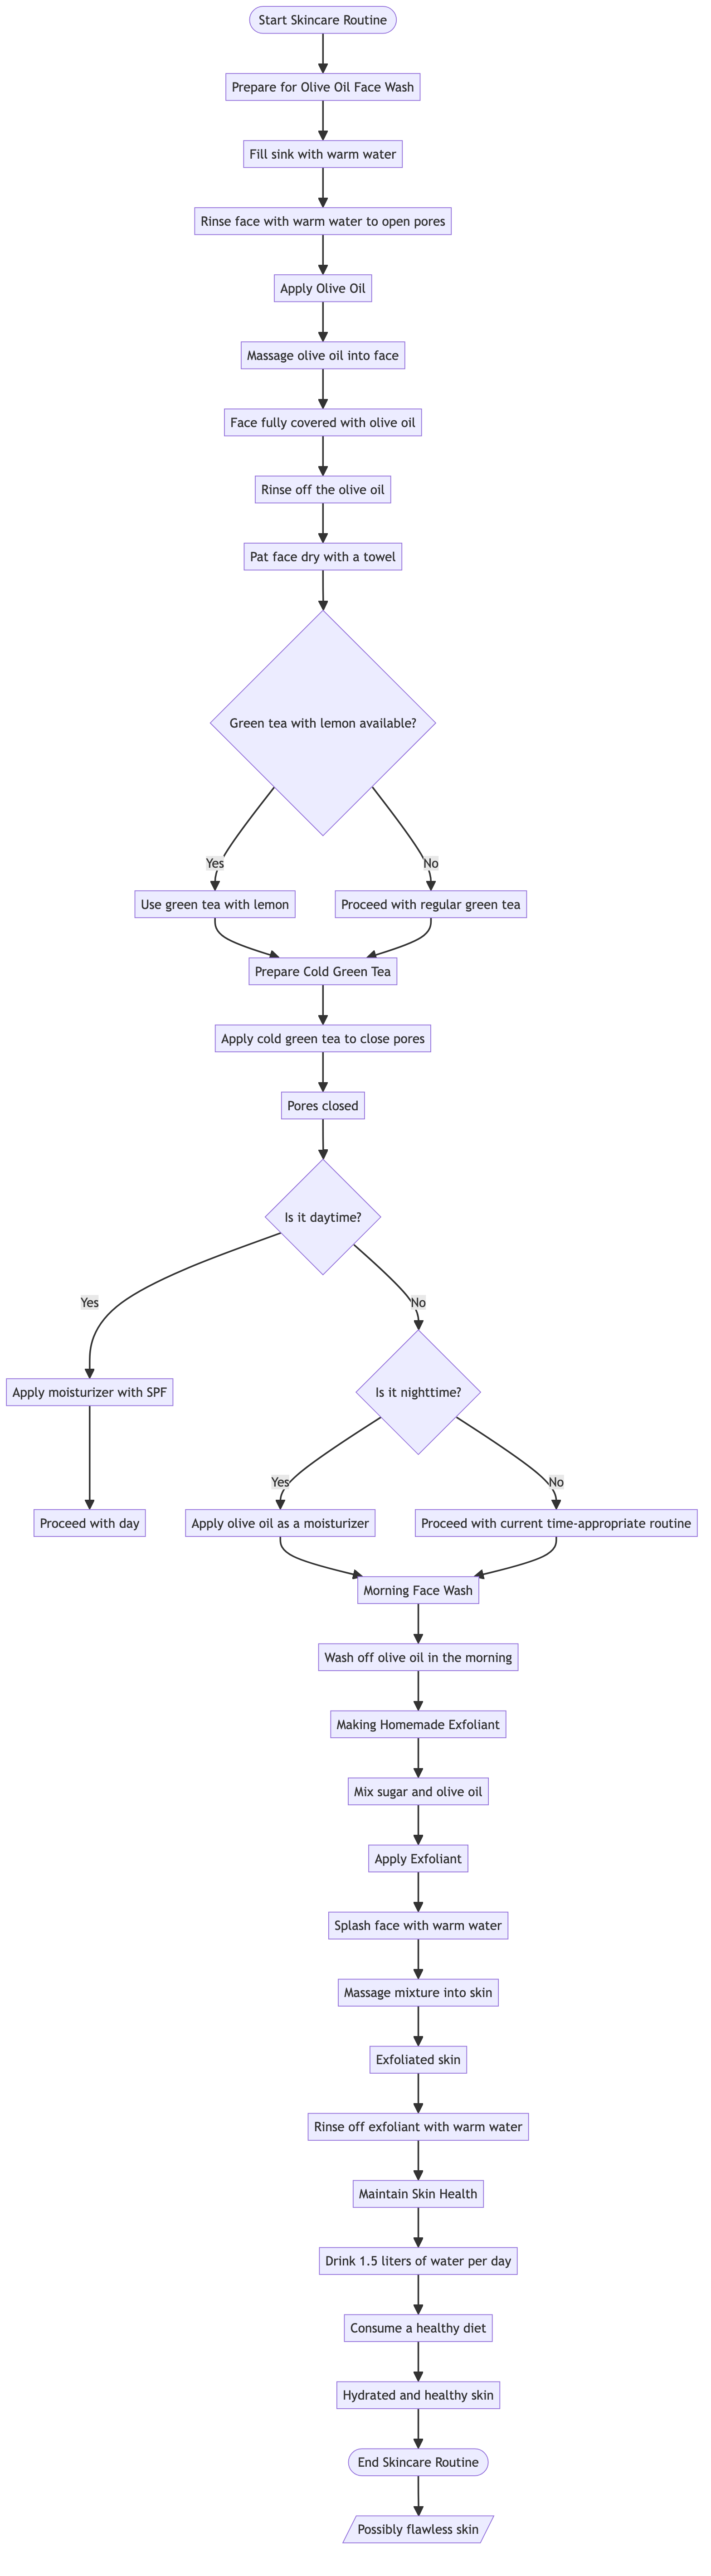 Start Skincare Routine
Prepare for Olive Oil Face Wash
Fill sink with warm water
Rinse face with warm water to open pores
Apply Olive Oil
Massage olive oil into face
Face fully covered with olive oil
Rinse off the olive oil
Pat face dry with a towel
Green tea with lemon available?
Yes
No
Use green tea with lemon
Proceed with regular green tea
Prepare Cold Green Tea
Apply cold green tea to close pores
Pores closed
Is it daytime?
Yes
No
Apply moisturizer with SPF
Is it nighttime?
Yes
No
Proceed with day
Apply olive oil as a moisturizer
Proceed with current time-appropriate routine
Morning Face Wash
Wash off olive oil in the morning
Making Homemade Exfoliant
Mix sugar and olive oil
Apply Exfoliant
Splash face with warm water
Massage mixture into skin
Exfoliated skin
Rinse off exfoliant with warm water
Maintain Skin Health
Drink 1.5 liters of water per day
Consume a healthy diet
Hydrated and healthy skin
End Skincare Routine
Possibly flawless skin